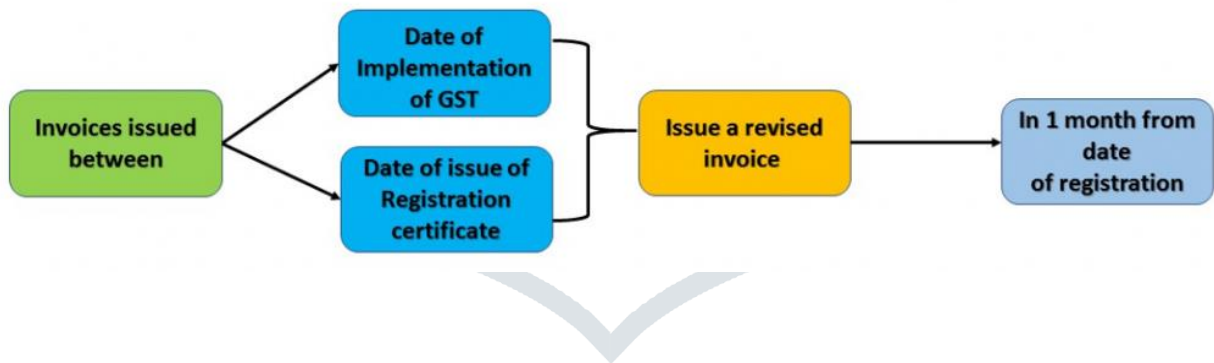 Invoices issued
between
Date of
Implementation
of GST
Date of issue of
Registration
certificate
Issue a revised
invoice
In 1 month from
date
of registration